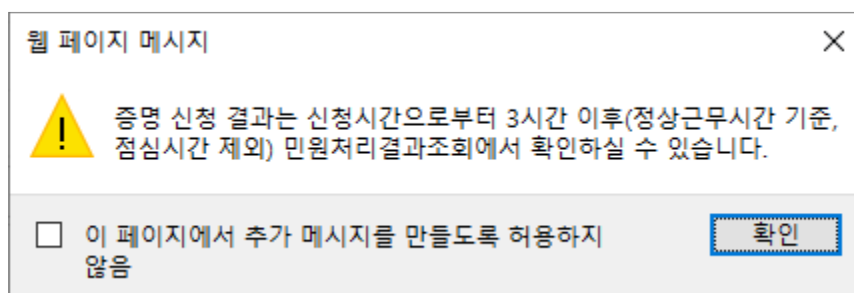 웹 페이지 메시지
증명 신청 결과는 신청시간으로부터 3시간 이후(정상근무시간 기준,
점심시간 제외) 민원처리결과조회에서 확인하실 수 있습니다.
이 페이지에서 추가 메시지를 만들도록 허용하지
않음
확인